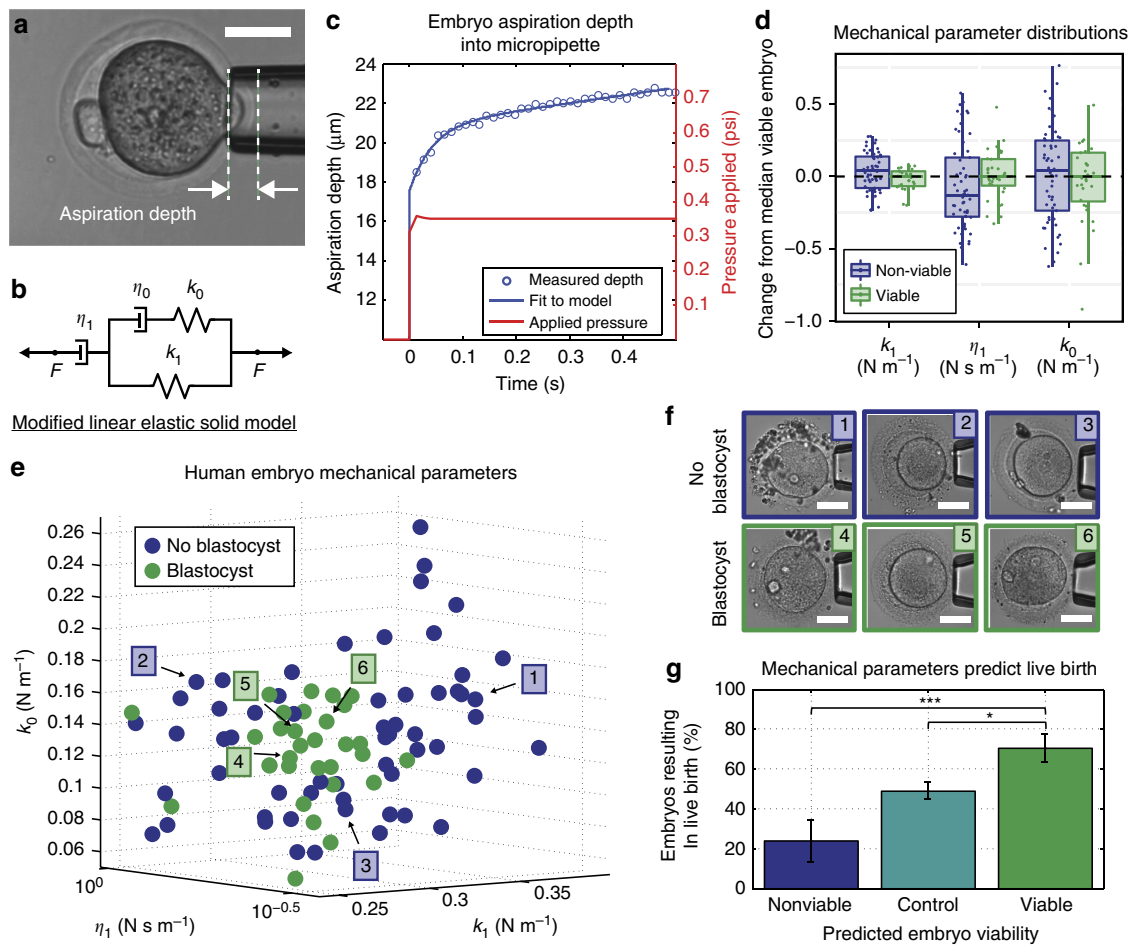 a
Aspiration depth
b
η0
k0
η1
k1
F
F
Modified linear elastic solid model
c
Embryo aspiration depth
into micropipette
Aspiration depth (µm)
24
22
20
18
16
14
12
Pressure applied (psi)
0.7
0.6
0.5
0.4
0.3
0.2
0.1
Measured depth
Fit to model
Applied pressure
0
0.1
0.2
0.3
0.4
Time (s)
d
Mechanical parameter distributions
Change from median viable embryo
0.5
0.0
−0.5
−1.0
Non-viable
Viable
k1
(N m−1)
η1
(N s m−1)
k0
(N m−1)
e
Human embryo mechanical parameters
k0 (N m−1)
0.26
0.24
0.22
0.2
0.18
0.16
0.14
0.12
0.1
0.08
0.06
No blastocyst
Blastocyst
1
2
3
4
5
6
10^0
10^−0.5
η1 (N s m−1)
0.25
0.3
0.35
k1 (N m−1)
f
No
blastocyst
1
2
3
Blastocyst
4
5
6
g
Mechanical parameters predict live birth
Embryos resulting
In live birth (%)
100
80
60
40
20
0
***
*
Nonviable
Control
Viable
Predicted embryo viability